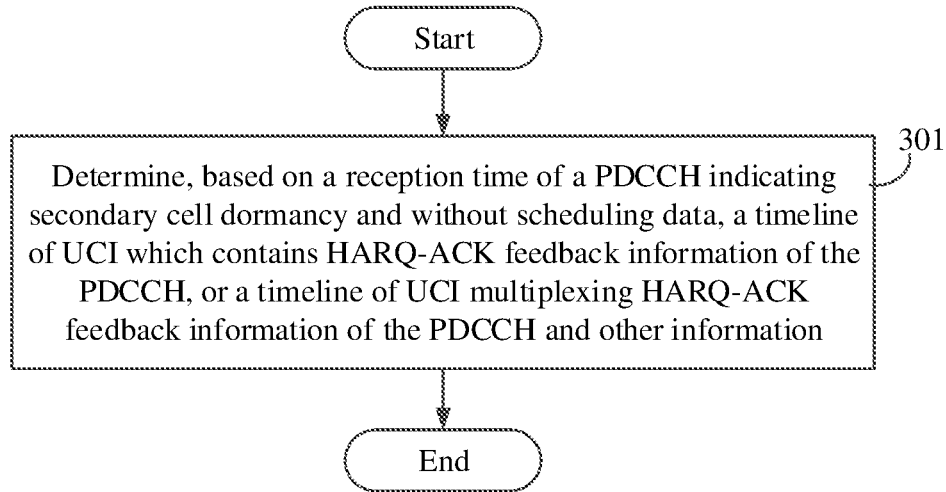 Start
301
Determine, based on a reception time of a PDCCH indicating
secondary cell dormancy and without scheduling data, a timeline
of UCI which contains HARQ-ACK feedback information of the
PDCCH, or a timeline of UCI multiplexing HARQ-ACK
feedback information of the PDCCH and other information
End